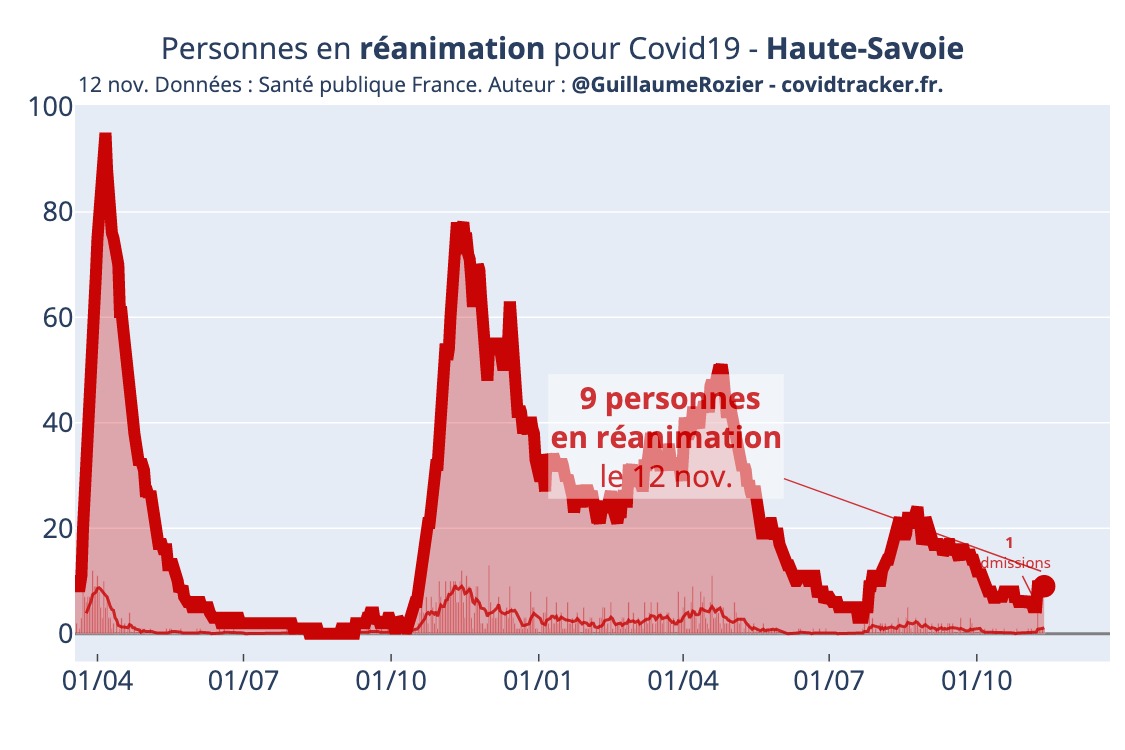 Personnes en réanimation pour Covid19 - Haute-Savoie
12 nov. Données : Santé publique France. Auteur : @GuillaumeRozier - covidtracker.fr.
100
80
60
40
20
0
9 personnes
en réanimation
le 12 nov.
1
dmissions
01/04 01/07 01/10 01/01 01/04 01/07 01/10